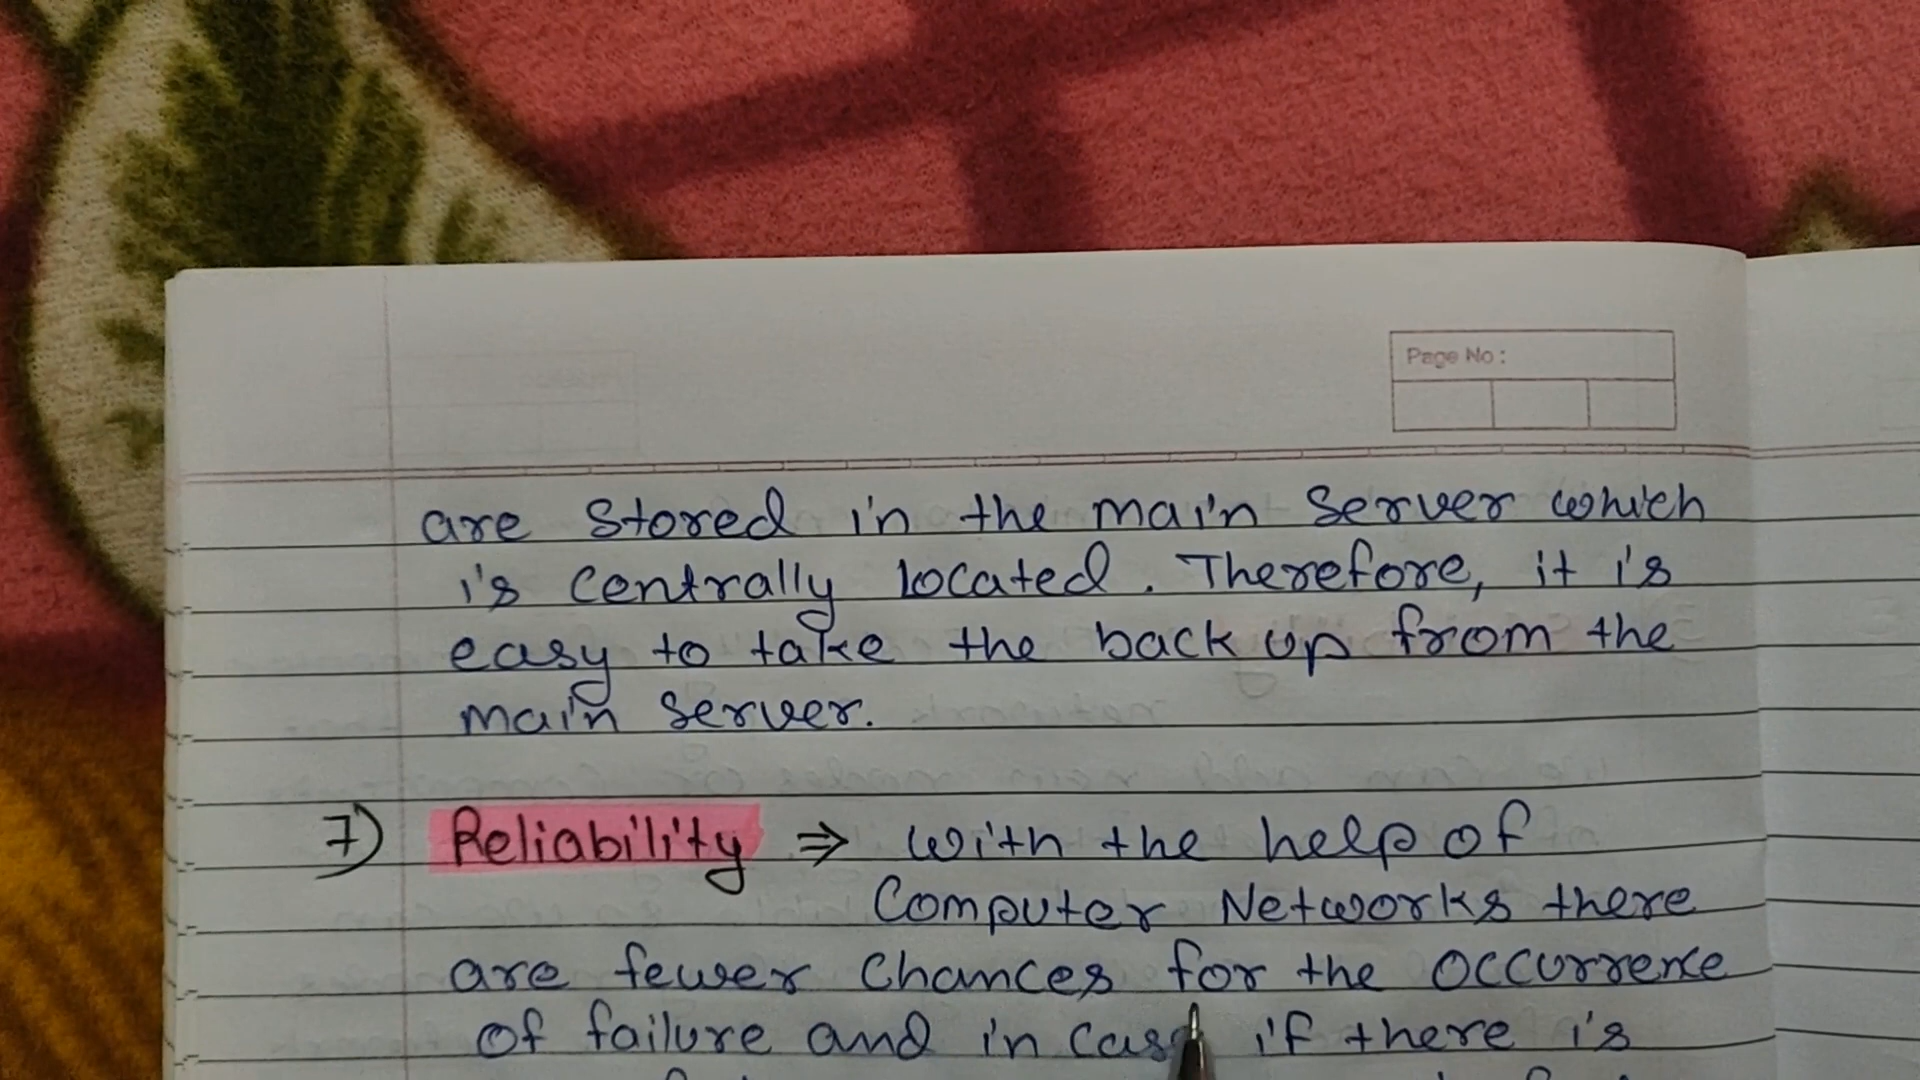 Page No :
are stored in the main server which
is centrally located. Therefore, it is
easy to take the back up from the
main server.
7) Reliability ⇒ with the help of
Computer Networks there
are fewer chances for the occurrence
of failure and in case if there is